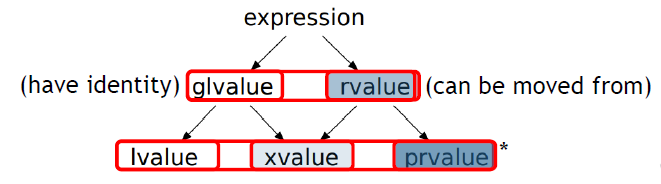 expression
(have identity) glvalue rvalue (can be moved from)
lvalue xvalue prvalue *